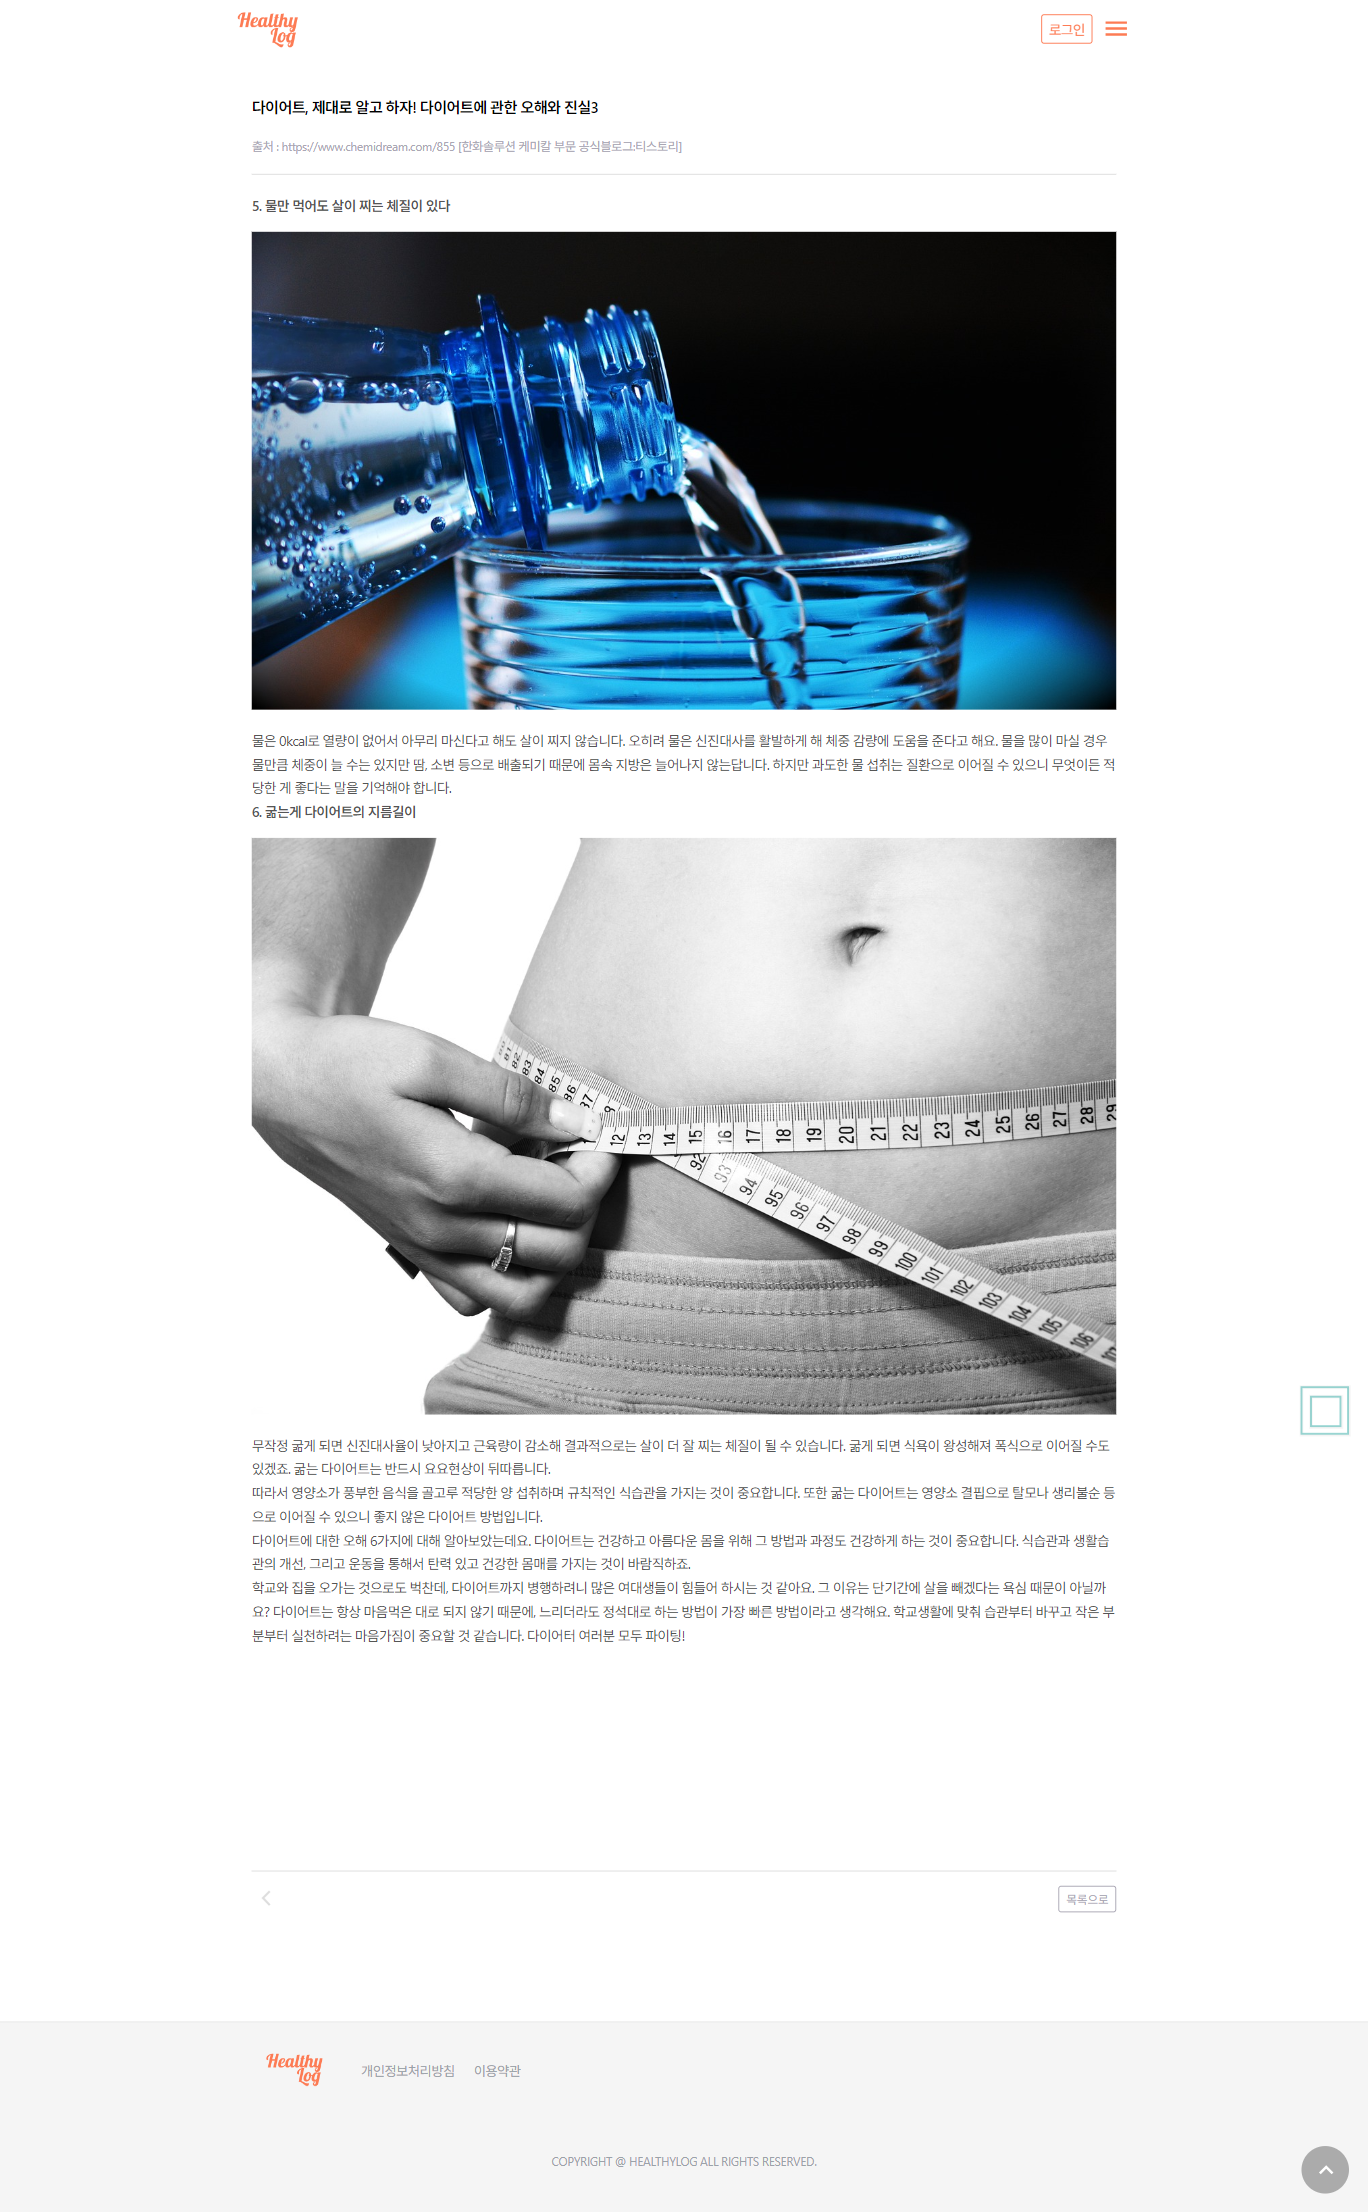 Healthy
Log
로그인
다이어트, 제대로 알고 하자! 다이어트에 관한 오해와 진실3
출처 : https://www.chemidream.com/855 [한화솔루션 케미칼 부문 공식블로그:티스토리]
5. 물만 먹어도 살이 찌는 체질이 있다
물은 0kcal로 열량이 없어서 아무리 마신다고 해도 살이 찌지 않습니다. 오히려 물은 신진대사를 활발하게 해 체중 감량에 도움을 준다고 해요. 물을 많이 마실 경우
물만큼 체중이 늘 수는 있지만 땀, 소변 등으로 배출되기 때문에 몸속 지방은 늘어나지 않는답니다. 하지만 과도한 물 섭취는 질환으로 이어질 수 있으니 무엇이든 적
당한 게 좋다는 말을 기억해야 합니다.
6. 굶는게 다이어트의 지름길이
81 82 83 84 85 86
12 13 14 15 16 17 18 19 20 21 22 23 24 25 26 27 28 29
92 93 94 95 96 97 98 99 100 101 102 103 104 105 106 107
무작정 굶게 되면 신진대사율이 낮아지고 근육량이 감소해 결과적으로는 살이 더 잘 찌는 체질이 될 수 있습니다. 굶게 되면 식욕이 왕성해져 폭식으로 이어질 수도
있겠죠. 굶는 다이어트는 반드시 요요현상이 뒤따릅니다.
따라서 영양소가 풍부한 음식을 골고루 적당한 양 섭취하며 규칙적인 식습관을 가지는 것이 중요합니다. 또한 굶는 다이어트는 영양소 결핍으로 탈모나 생리불순 등
으로 이어질 수 있으니 좋지 않은 다이어트 방법입니다.
다이어트에 대한 오해 6가지에 대해 알아보았는데요. 다이어트는 건강하고 아름다운 몸을 위해 그 방법과 과정도 건강하게 하는 것이 중요합니다. 식습관과 생활습
관의 개선, 그리고 운동을 통해서 탄력 있고 건강한 몸매를 가지는 것이 바람직하죠.
학교와 집을 오가는 것으로도 벅찬데, 다이어트까지 병행하려니 많은 여대생들이 힘들어 하시는 것 같아요. 그 이유는 단기간에 살을 빼겠다는 욕심 때문이 아닐까
요? 다이어트는 항상 마음먹은 대로 되지 않기 때문에, 느리더라도 정석대로 하는 방법이 가장 빠른 방법이라고 생각해요. 학교생활에 맞춰 습관부터 바꾸고 작은 부
분부터 실천하려는 마음가짐이 중요할 것 같습니다. 다이어터 여러분 모두 파이팅!
목록으로
Healthy
Log
개인정보처리방침 이용약관
COPYRIGHT @ HEALTHYLOG ALL RIGHTS RESERVED.